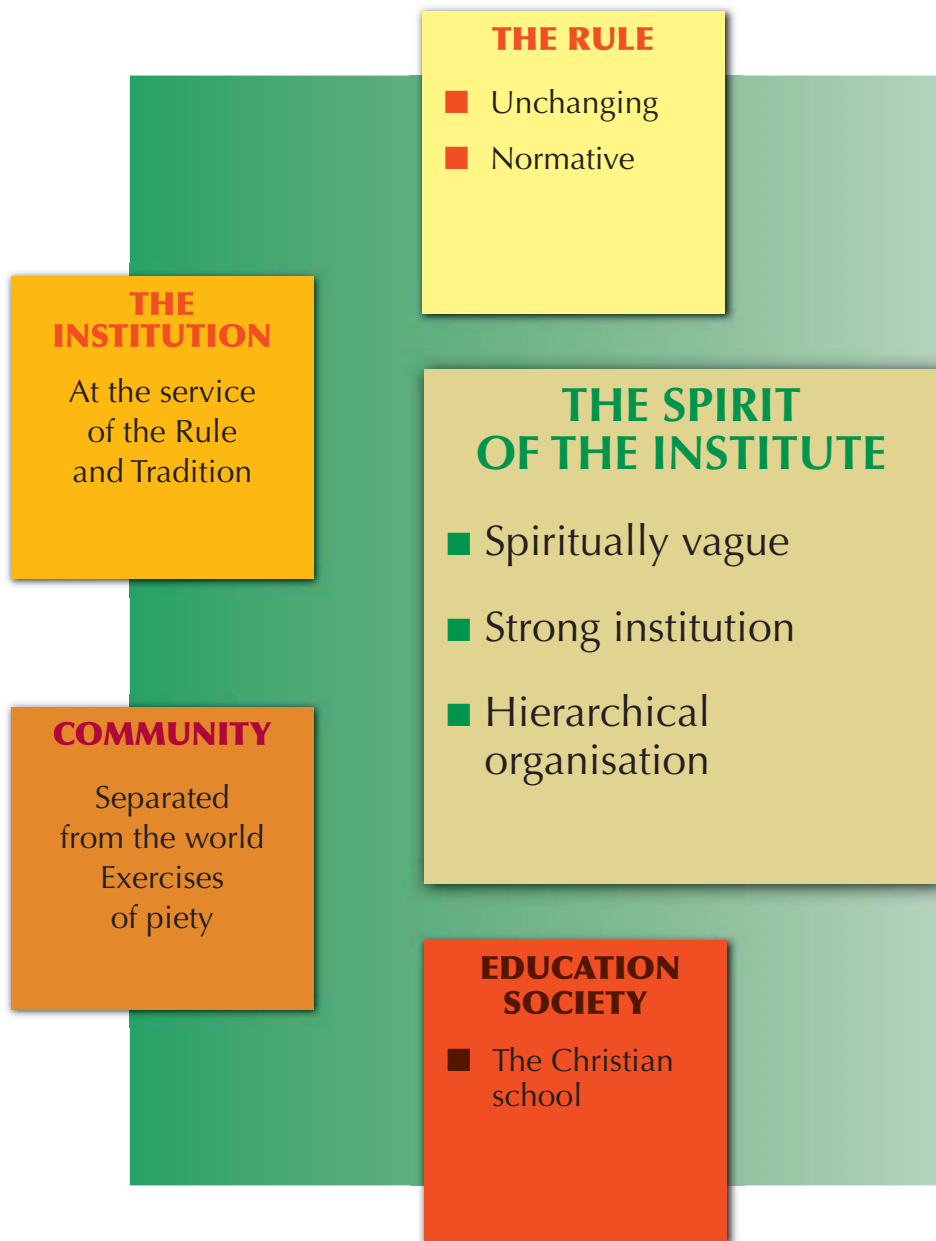 THE RULE
Unchanging
Normative
THE
INSTITUTION
At the service
of the Rule
and Tradition
THE SPIRIT
OF THE INSTITUTE
Spiritually vague
Strong institution
Hierarchical
organisation
COMMUNITY
Separated
from the world
Exercises
of piety
EDUCATION
SOCIETY
The Christian
school